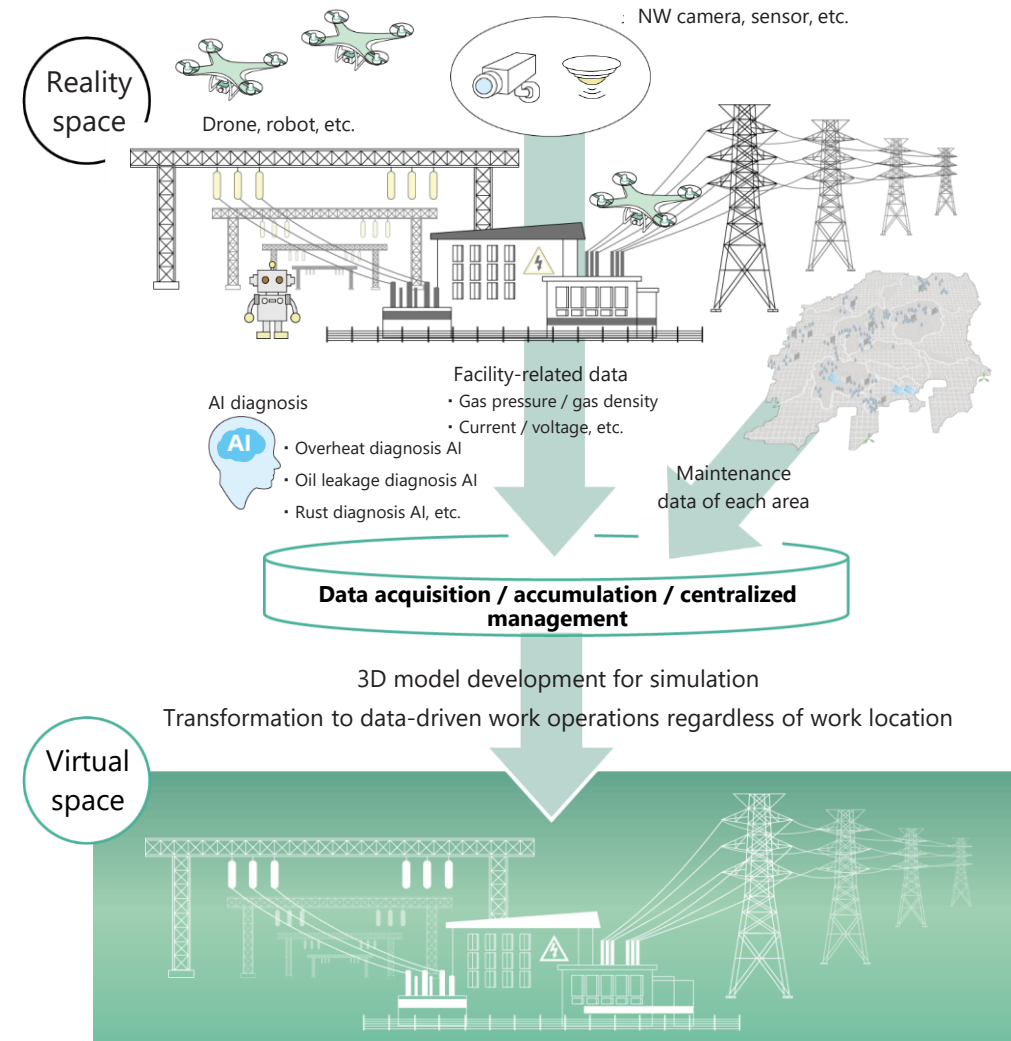 : NW camera, sensor, etc.
Reality
space
Drone, robot, etc.
Facility-related data
・Gas pressure / gas density
・Current / voltage, etc.
AI diagnosis
AI
・Overheat diagnosis AI
・Oil leakage diagnosis AI
・Rust diagnosis AI, etc.
Maintenance
data of each area
Data acquisition / accumulation / centralized
management
3D model development for simulation
Transformation to data-driven work operations regardless of work location
Virtual
space